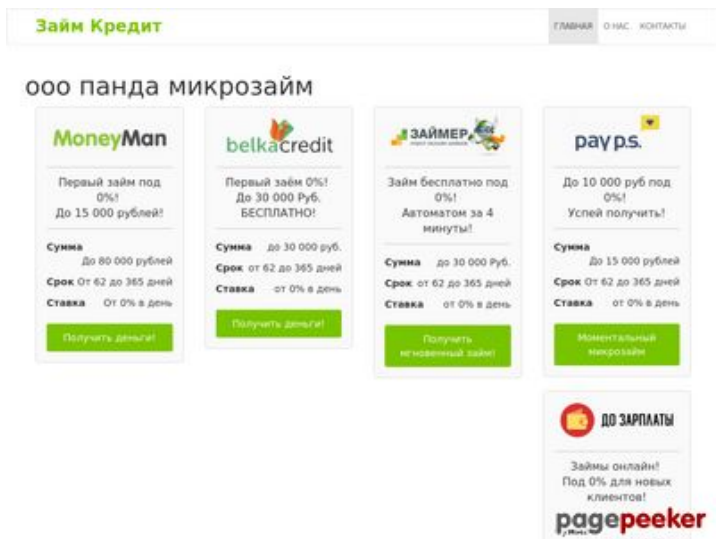 Займ Кредит
ГЛАВНАЯ О НАС. КОНТАКТЫ
ооо панда микрозайм
MoneyMan
Первый займ под
0%!
До 15 000 рублей!
Сумма
До 80 000 рублей
Срок От 62 до 365 дней
Ставка От 0% в день
Получить деньги!
belkacredit
Первый заём 0%!
До 30 000 Руб.
БЕСПЛАТНО!
Сумма до 30 000 руб.
Срок от 62 до 365 дней
Ставка от 0% в день
Получить деньги!
ЗАЙМЕР
Займ бесплатно под
0%!
Автоматом за 4
минуты!
Сумма до 30 000 Руб.
Срок от 62 до 365 дней
Ставка от 0% в день
Получить
мгновенный займ!
pay p.s.
До 10 000 руб под
0%!
Успей получить!
Сумма
До 15 000 рублей
Срок От 62 до 365 дней
Ставка от 0% в день
Моментальный
микрозайм
ДО ЗАРПЛАТЫ
Займы онлайн!
Под 0% для новых
клиентов!
pagepeeker